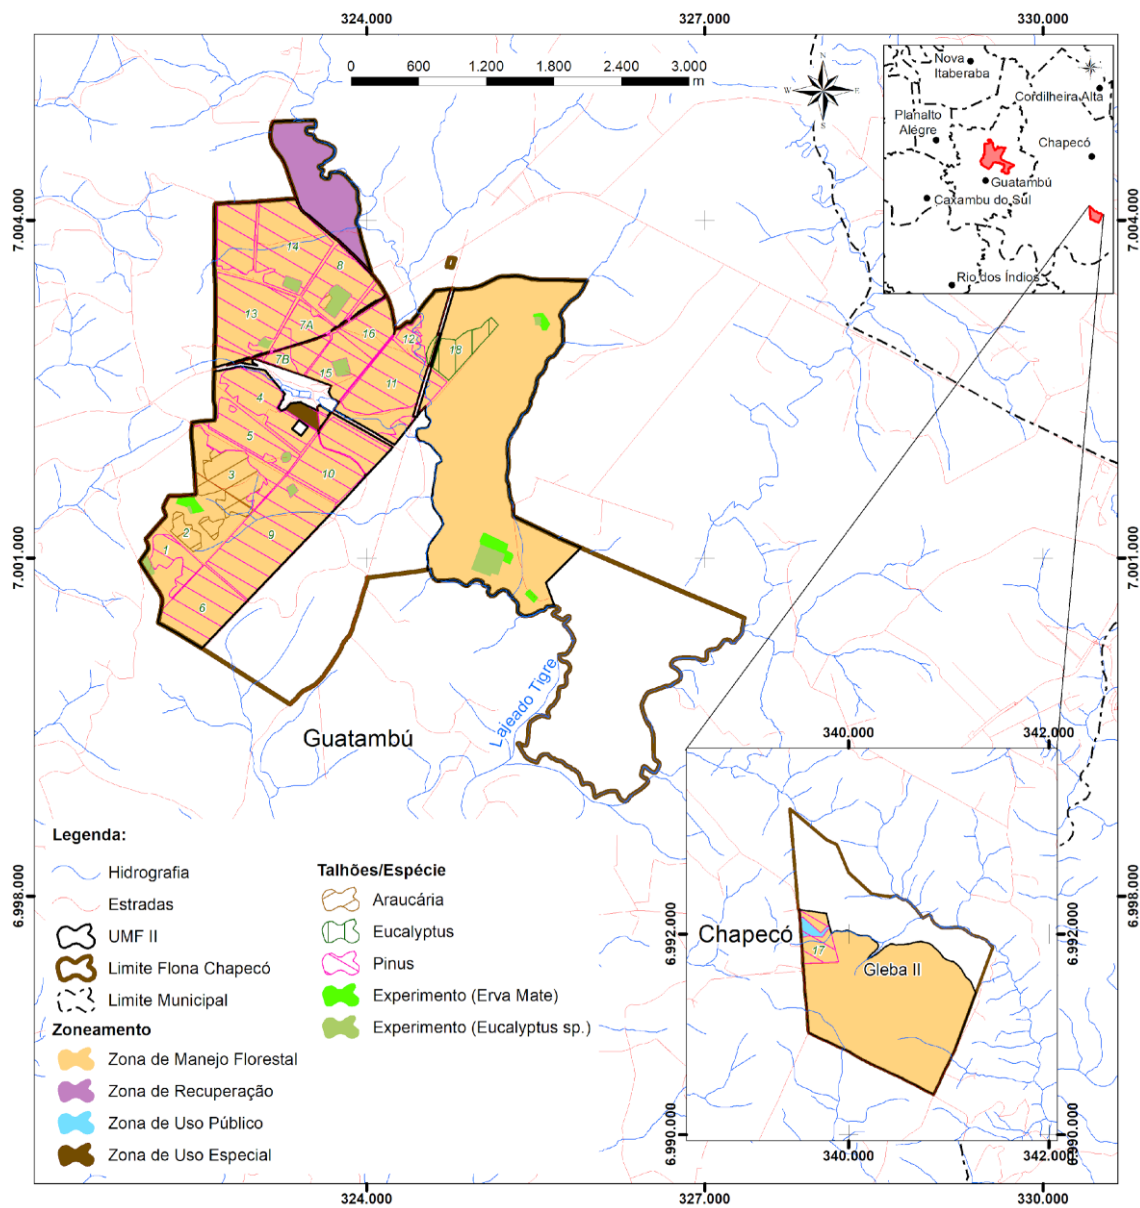 324.000
327.000
330.000
0 600 1.200 1.800 2.400 3.000
m
N
W E
S
N
Nova
Itaberaba
Cordilheira Alta
Planalto
Alegre
Chapecó
Guatambú
Caxambu do Sul
Rio dos Índios
7.004.000
7.004.000
14
8
13
7A
16
12
18
7B
15
11
4
5
10
3
2
9
1
6
7.001.000
7.001.000
Lajeado Tigre
Guatambú
340.000
342.000
6.998.000
6.998.000
6.992.000
6.992.000
Chapecó
17
Gleba II
6.990.000
6.990.000
340.000
342.000
Legenda:
Hidrografia
Estradas
UMF II
Limite Flona Chapecó
Limite Municipal
Zoneamento
Zona de Manejo Florestal
Zona de Recuperação
Zona de Uso Público
Zona de Uso Especial
Talhões/Espécie
Araucária
Eucalyptus
Pinus
Experimento (Erva Mate)
Experimento (Eucalyptus sp.)
324.000
327.000
330.000